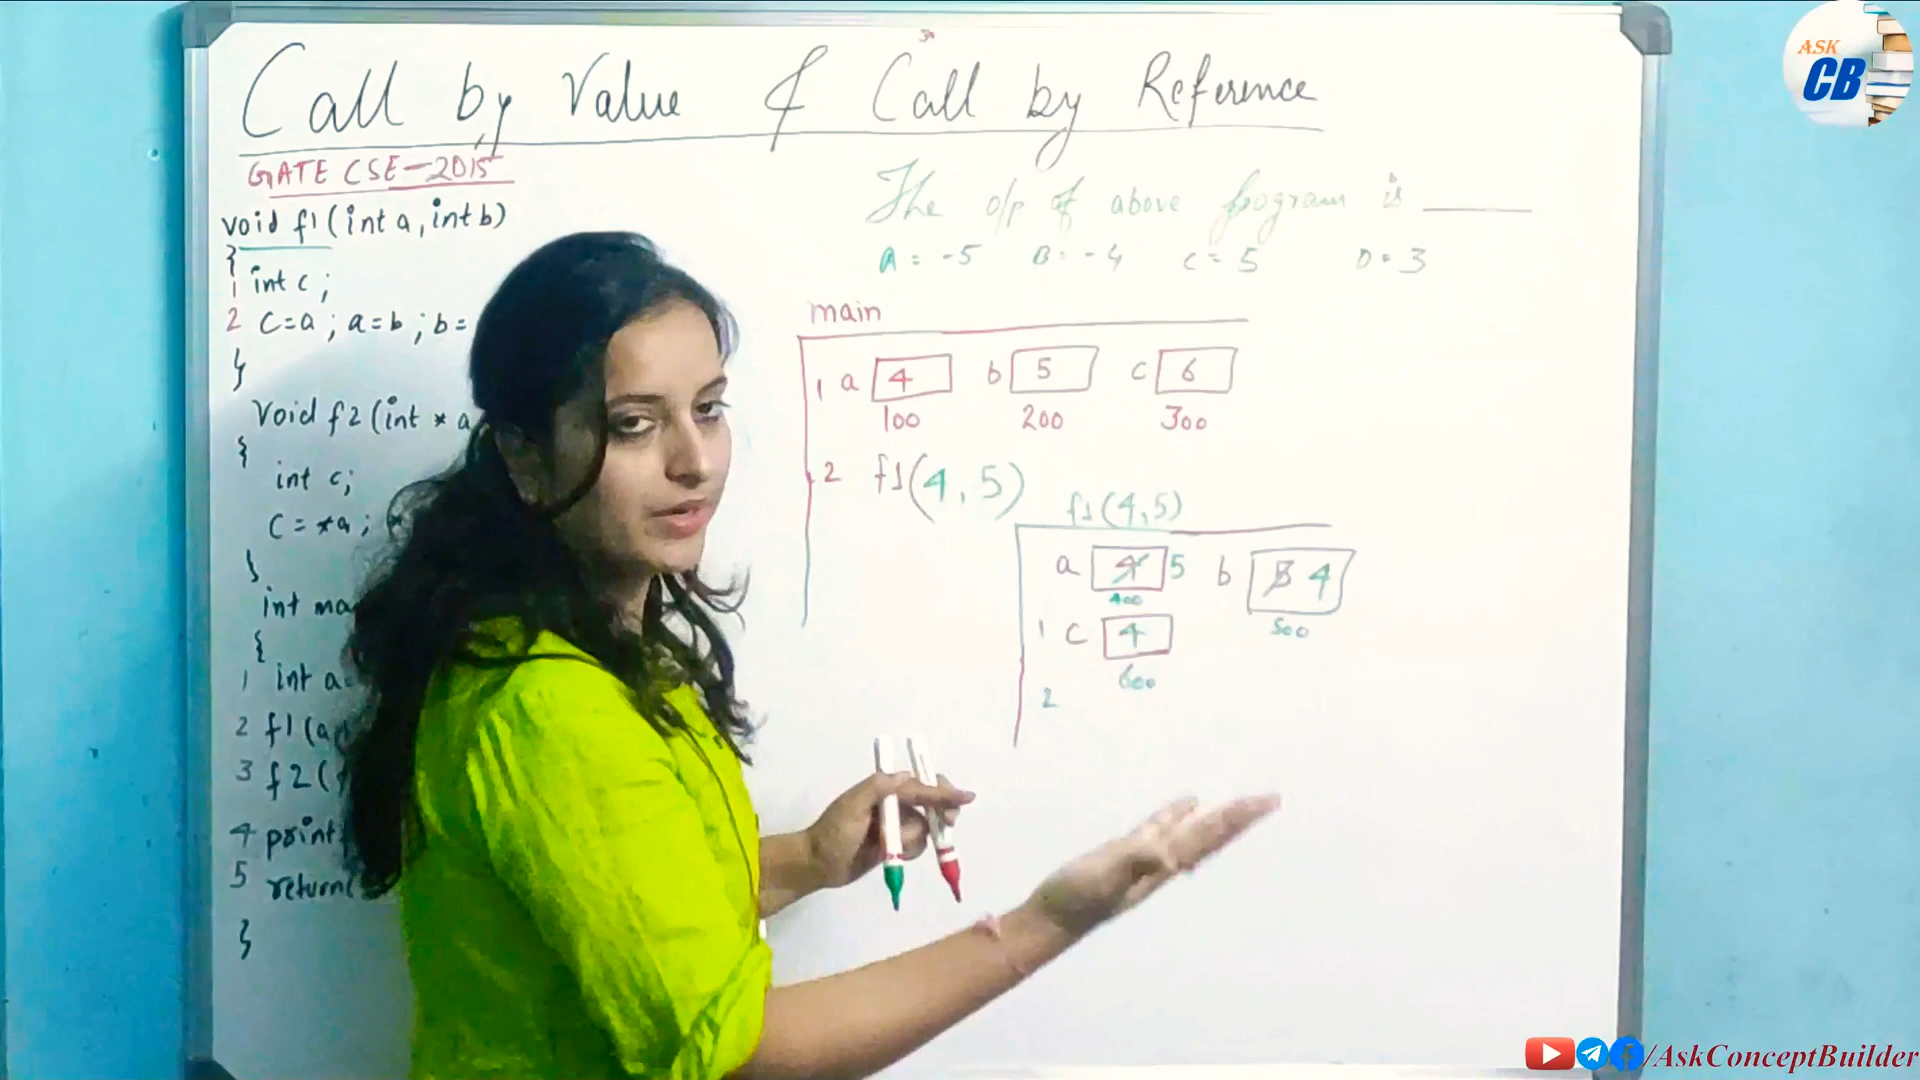 Call by Value & Call by Reference
GATE CSE-2015
void f1(int a, int b)
{
1 int c;
2 c=a; a=b; b=
}
Void f2(int * a
{
int c;
c = *a;
}
int ma
{
1 int a=
2 f1(a,
3 f2(
4 print
5 return(
}
The o/p of above program is ______
A = -5 B = -4 C = 5 D = 3
main
1 a 4 b 5 c 6
100 200 300
2 f1(4, 5)
f1(4,5)
a 4 5 b 5 4
400 500
1 c 4
600
2
ASK
CB
/AskConceptBuilder